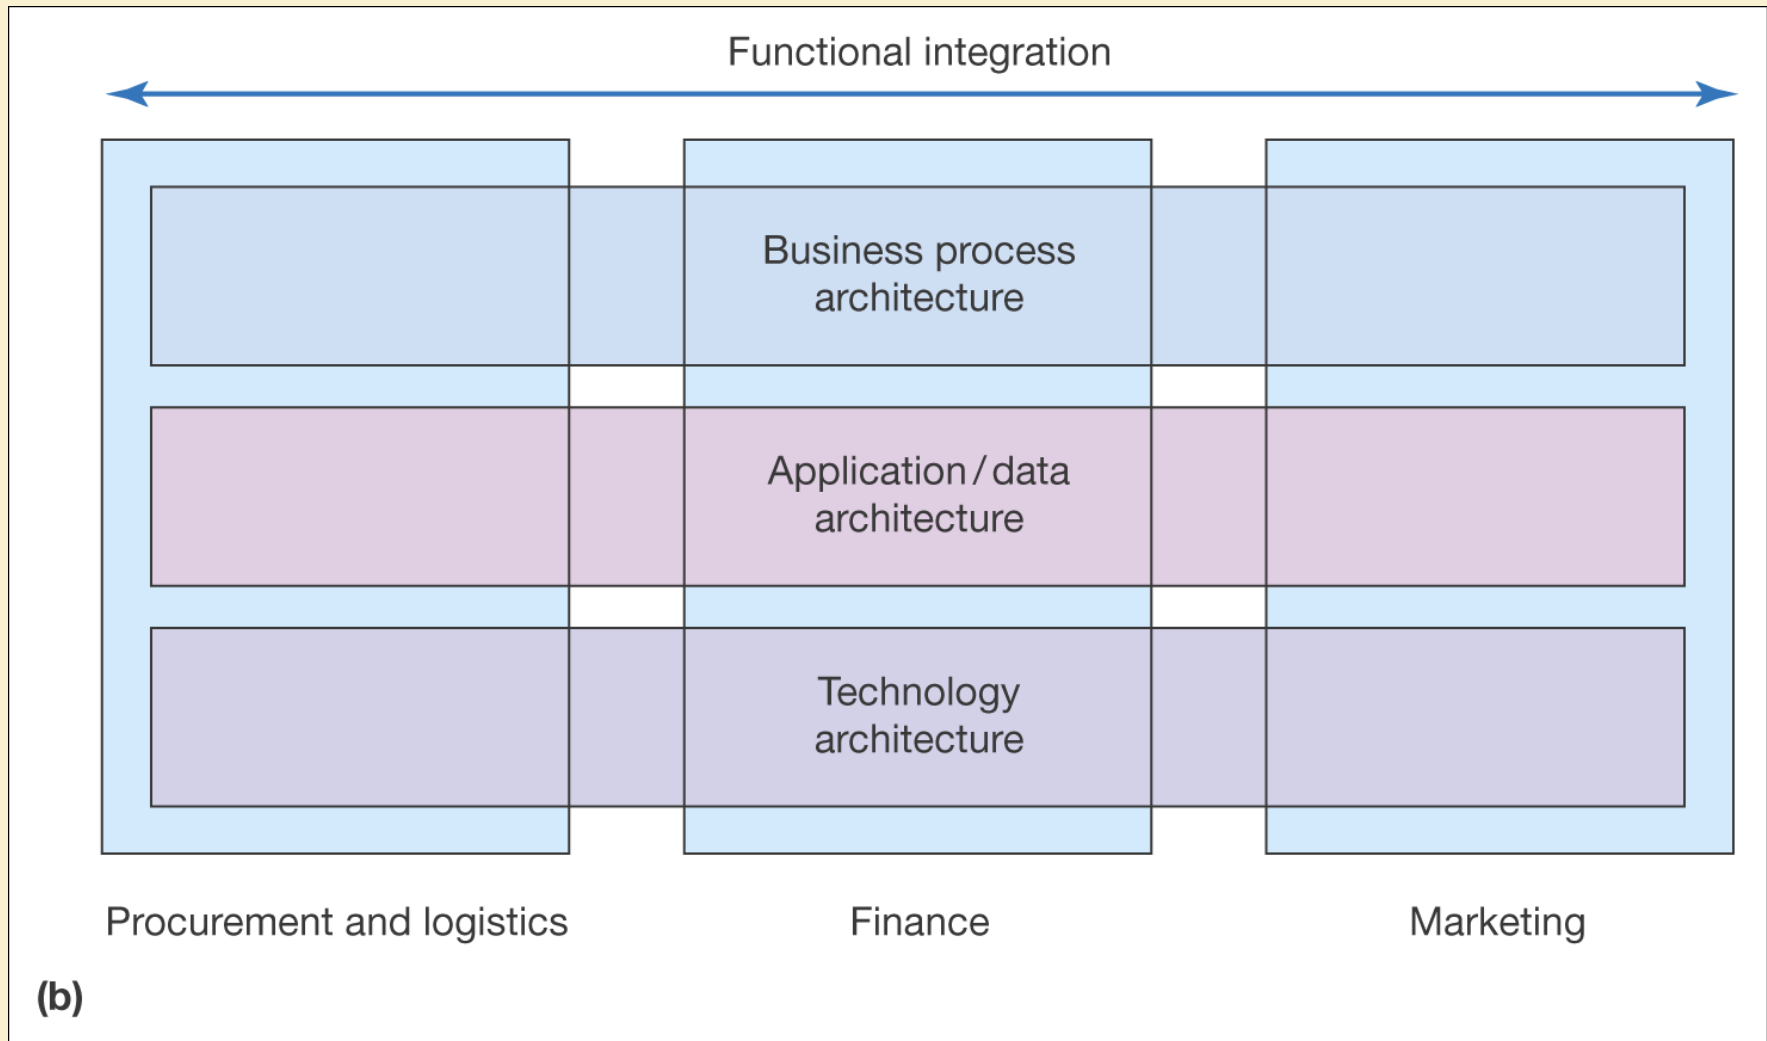 Functional integration
Business process
architecture
Application / data
architecture
Technology
architecture
Procurement and logistics
Finance
Marketing
(b)